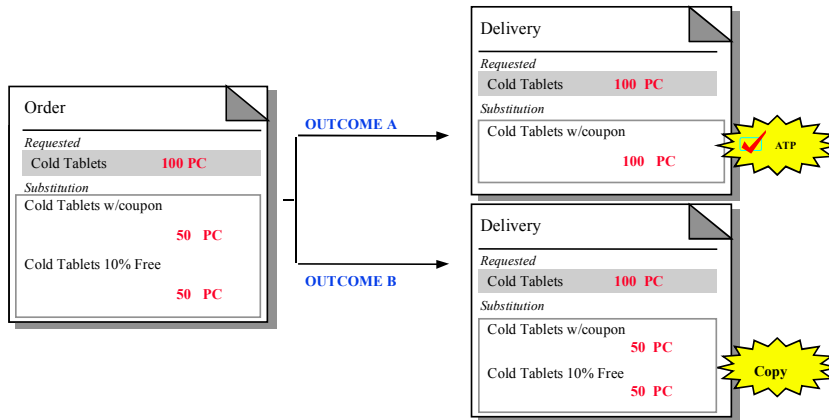 Order
Requested
Cold Tablets 100 PC
Substitution
Cold Tablets w/coupon
50 PC
Cold Tablets 10% Free
50 PC
OUTCOME A
OUTCOME B
Delivery
Requested
Cold Tablets 100 PC
Substitution
Cold Tablets w/coupon
100 PC
ATP
Delivery
Requested
Cold Tablets 100 PC
Substitution
Cold Tablets w/coupon
50 PC
Cold Tablets 10% Free
50 PC
Copy